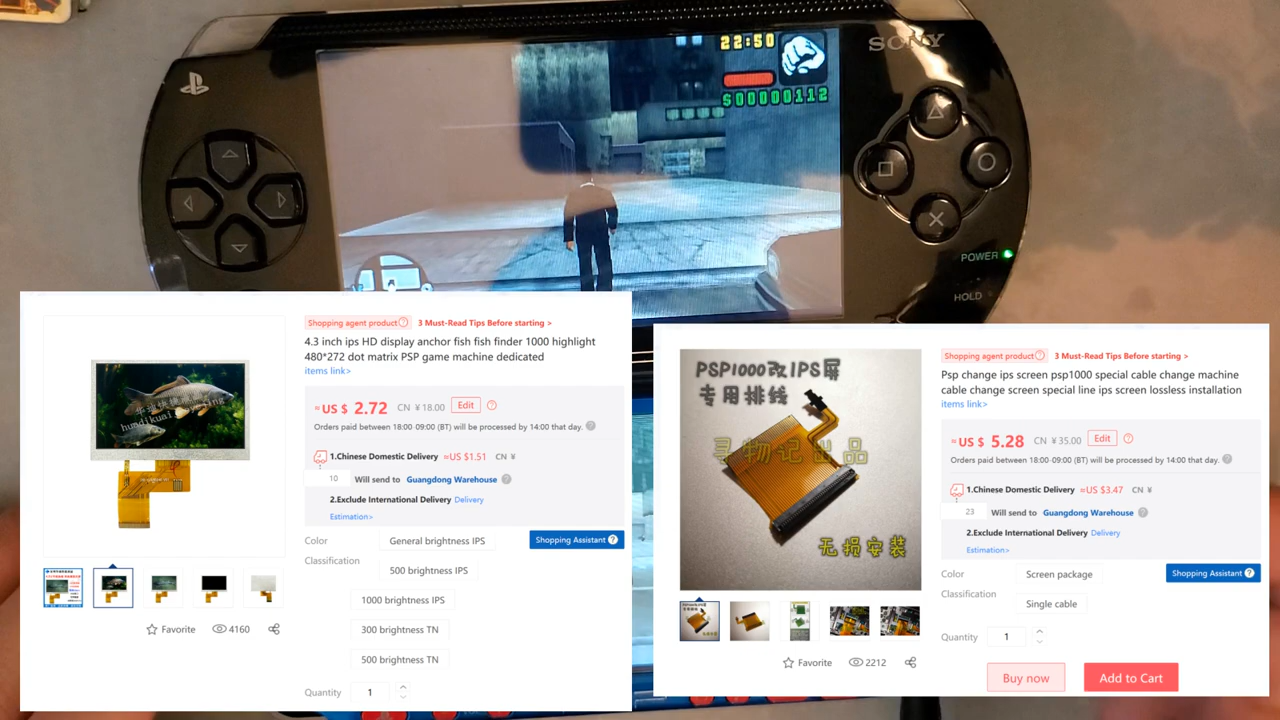 SONY
22:50
$00000112
POWER
HOLD
Shopping agent product
3 Must-Read Tips Before starting >
4.3 inch ips HD display anchor fish fish finder 1000 highlight
480*272 dot matrix PSP game machine dedicated
items link>
≈US $ 2.72 CN ¥18.00 Edit
Orders paid between 18:00-09:00 (BT) will be processed by 14:00 that day.
1.Chinese Domestic Delivery ≈US $1.51 CN ¥
10 Will send to Guangdong Warehouse
2.Exclude International Delivery Delivery
Estimation>
Color
Classification
General brightness IPS
Shopping Assistant
500 brightness IPS
1000 brightness IPS
300 brightness TN
500 brightness TN
Quantity 1
Favorite 4160
Shopping agent product
3 Must-Read Tips Before starting >
Psp change ips screen psp1000 special cable change machine
cable change screen special line ips screen lossless installation
items link>
≈US $ 5.28 CN ¥35.00 Edit
Orders paid between 18:00-09:00 (BT) will be processed by 14:00 that day.
1.Chinese Domestic Delivery ≈US $3.47 CN ¥
23 Will send to Guangdong Warehouse
2.Exclude International Delivery Delivery
Estimation>
Color
Classification
Screen package
Shopping Assistant
Single cable
Quantity 1
Buy now
Add to Cart
PSP1000改IPS屏
专用排线
寻物记出品
无损安装
Favorite 2212